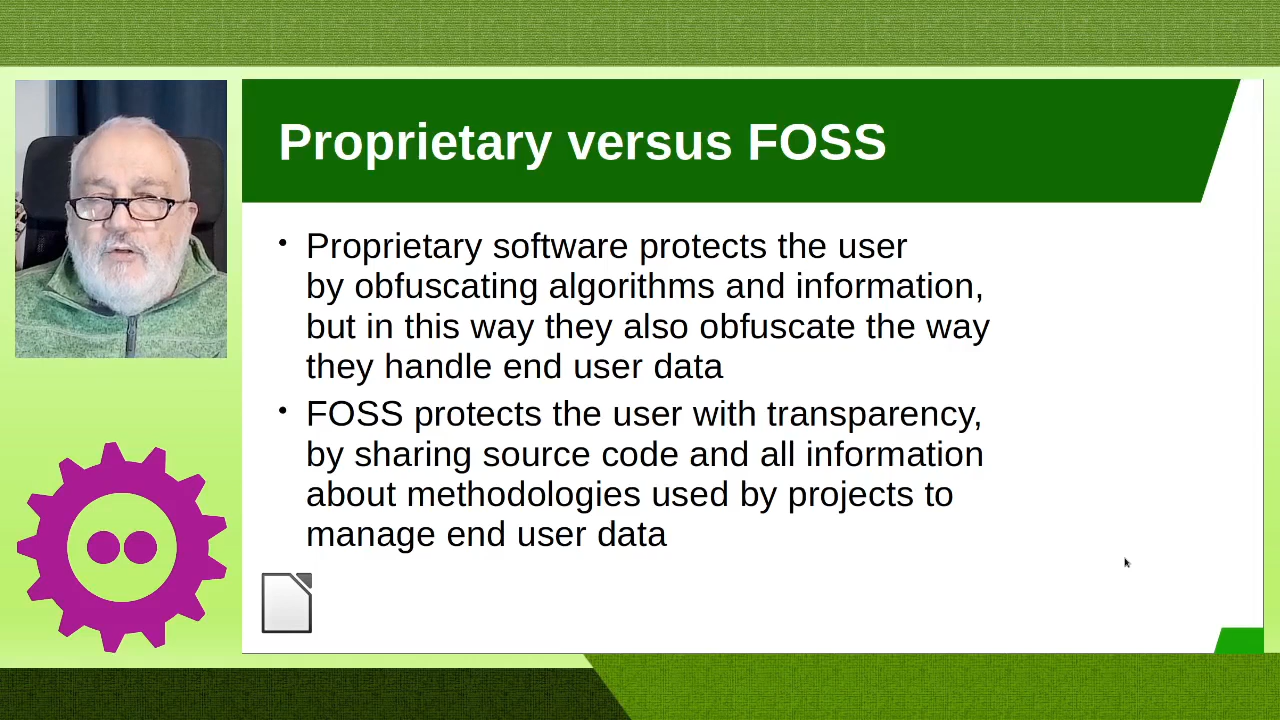 Proprietary versus FOSS
• Proprietary software protects the user
by obfuscating algorithms and information,
but in this way they also obfuscate the way
they handle end user data
• FOSS protects the user with transparency,
by sharing source code and all information
about methodologies used by projects to
manage end user data